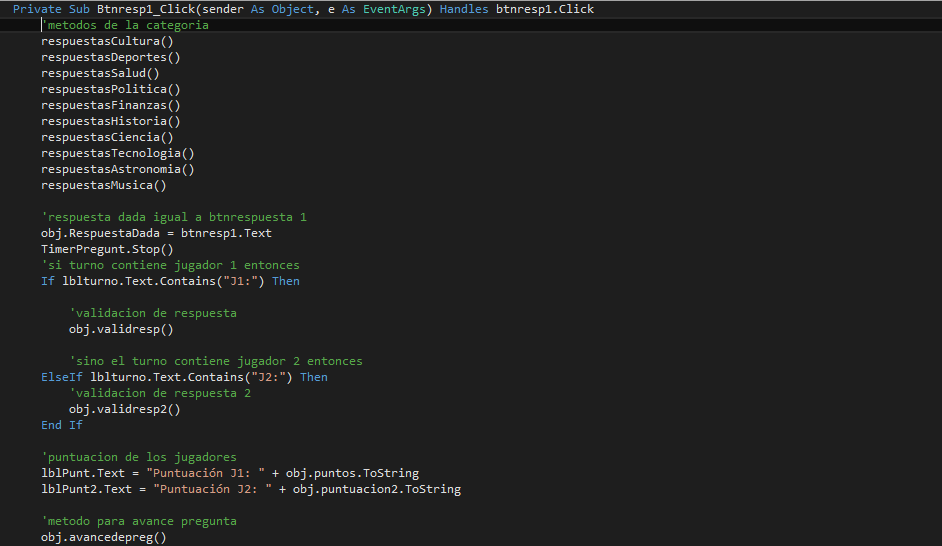 Private Sub Btnresp1_Click(sender As Object, e As EventArgs) Handles btnresp1.Click
'metodos de la categoria
respuestasCultura()
respuestasDeportes()
respuestasSalud()
respuestasPolitica()
respuestasFinanzas()
respuestasHistoria()
respuestasCiencia()
respuestasTecnologia()
respuestasAstronomia()
respuestasMusica()
'respuesta dada igual a btnrespuesta 1
obj.RespuestaDada = btnresp1.Text
TimerPregunt.Stop()
'si turno contiene jugador 1 entonces
If lblturno.Text.Contains("J1:") Then
'validacion de respuesta
obj.validresp()
'sino el turno contiene jugador 2 entonces
ElseIf lblturno.Text.Contains("J2:") Then
'validacion de respuesta 2
obj.validresp2()
End If
'puntuacion de los jugadores
lblPunt.Text = "Puntuación J1: " + obj.puntos.ToString
lblPunt2.Text = "Puntuación J2: " + obj.puntuacion2.ToString
'metodo para avance pregunta
obj.avancedepreg()